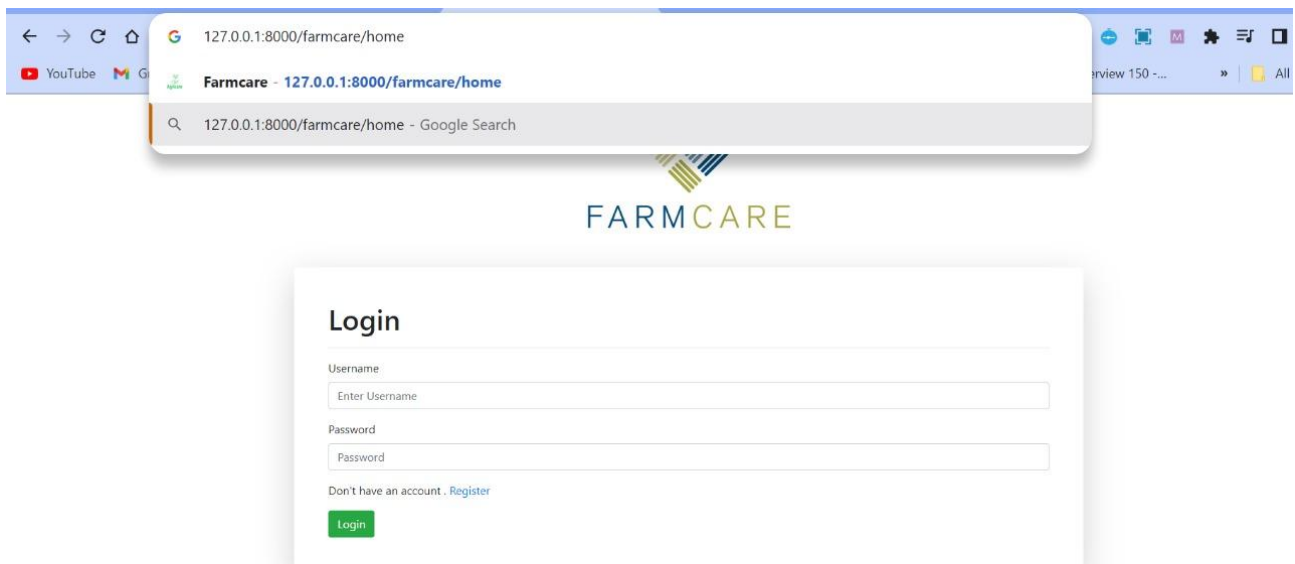 127.0.0.1:8000/farmcare/home
YouTube
Farmcare - 127.0.0.1:8000/farmcare/home
150 -... » All
127.0.0.1:8000/farmcare/home - Google Search
FARMCARE
Login
Username
Enter Username
Password
Password
Don't have an account . Register
Login